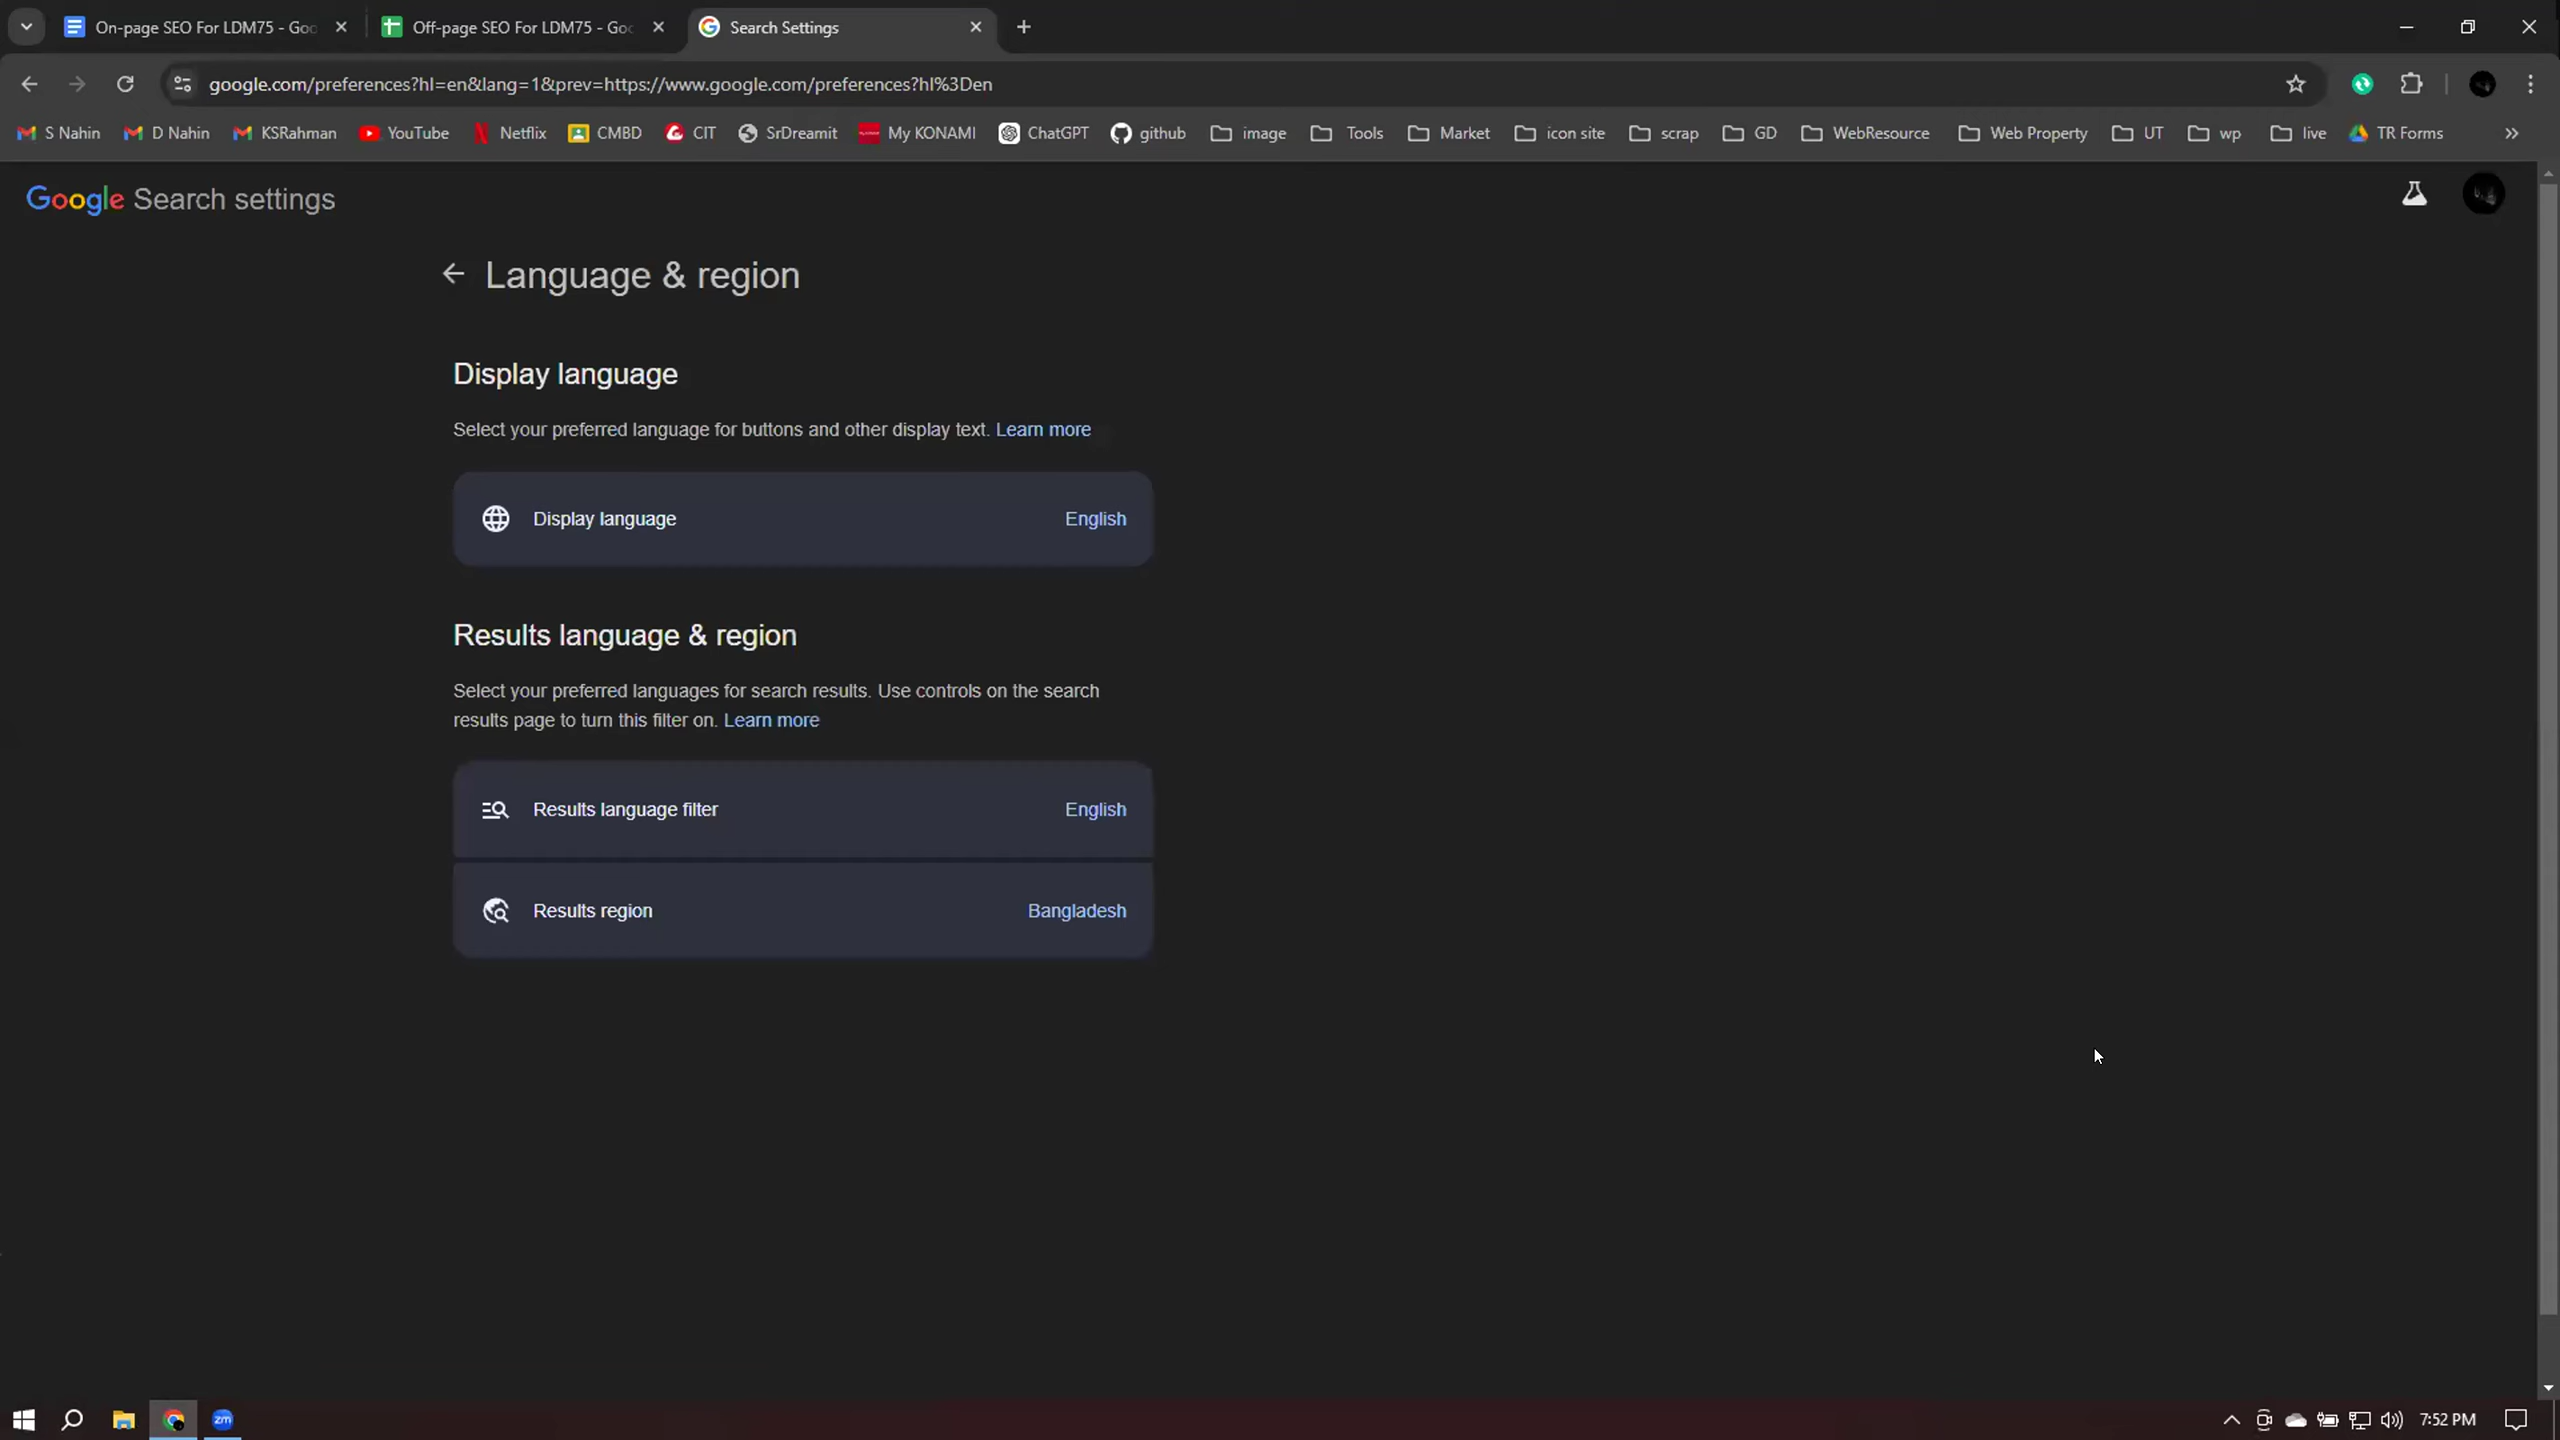 On-page SEO For LDM75 - Goo
Off-page SEO For LDM75 - Goo
Search Settings
google.com/preferences?hl=en&lang=1&prev=https://www.google.com/preferences?hl%3Den
S Nahin
D Nahin
KSRahman
YouTube
Netflix
CMBD
CIT
SrDreamit
My KONAMI
ChatGPT
github
image
Tools
Market
icon site
scrap
GD
WebResource
Web Property
UT
wp
live
TR Forms
Google Search settings
Language & region
Display language
Select your preferred language for buttons and other display text. Learn more
Display language English
Results language & region
Select your preferred languages for search results. Use controls on the search
results page to turn this filter on. Learn more
Results language filter English
Results region Bangladesh
zm
7:52 PM